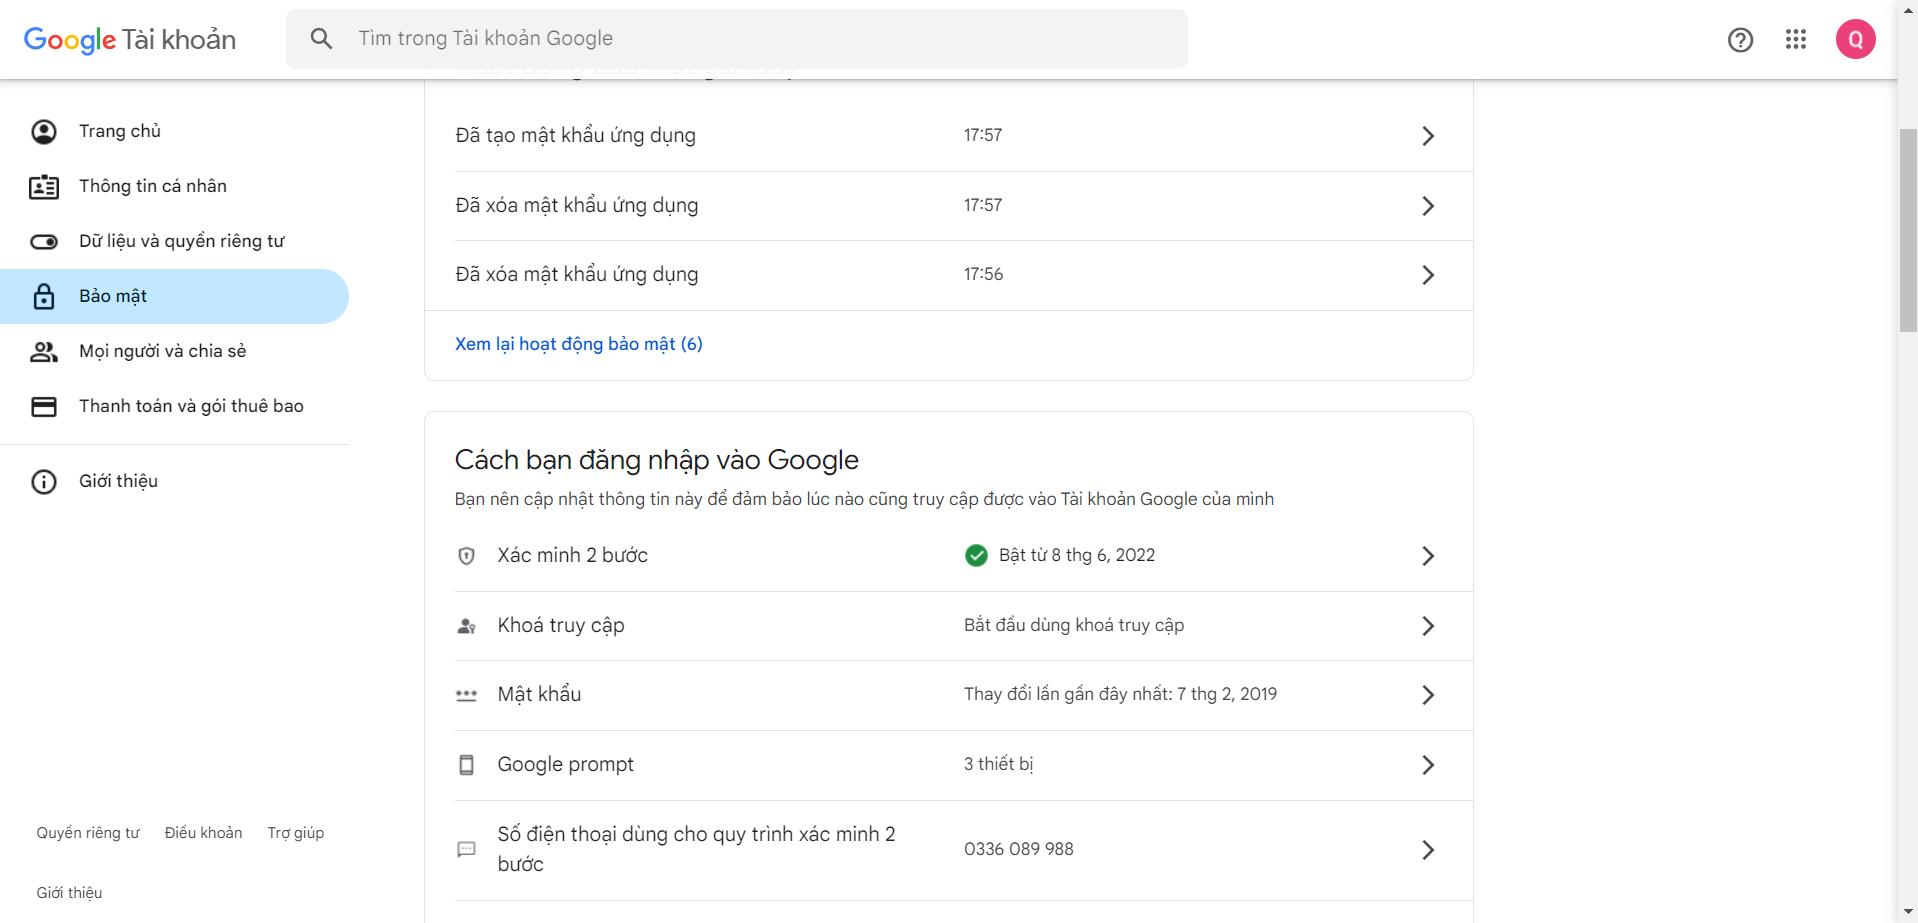 Google Tài khoản
Tìm trong Tài khoản Google
Q
Trang chủ
Thông tin cá nhân
Dữ liệu và quyền riêng tư
Bảo mật
Mọi người và chia sẻ
Thanh toán và gói thuê bao
Giới thiệu
Quyền riêng tư Điều khoản Trợ giúp
Giới thiệu
Đã tạo mật khẩu ứng dụng 17:57
Đã xóa mật khẩu ứng dụng 17:57
Đã xóa mật khẩu ứng dụng 17:56
Xem lại hoạt động bảo mật (6)
Cách bạn đăng nhập vào Google
Bạn nên cập nhật thông tin này để đảm bảo lúc nào cũng truy cập được vào Tài khoản Google của mình
Xác minh 2 bước Bật từ 8 thg 6, 2022
Khoá truy cập Bắt đầu dùng khoá truy cập
Mật khẩu Thay đổi lần gần đây nhất: 7 thg 2, 2019
Google prompt 3 thiết bị
Số điện thoại dùng cho quy trình xác minh 2
bước
0336 089 988